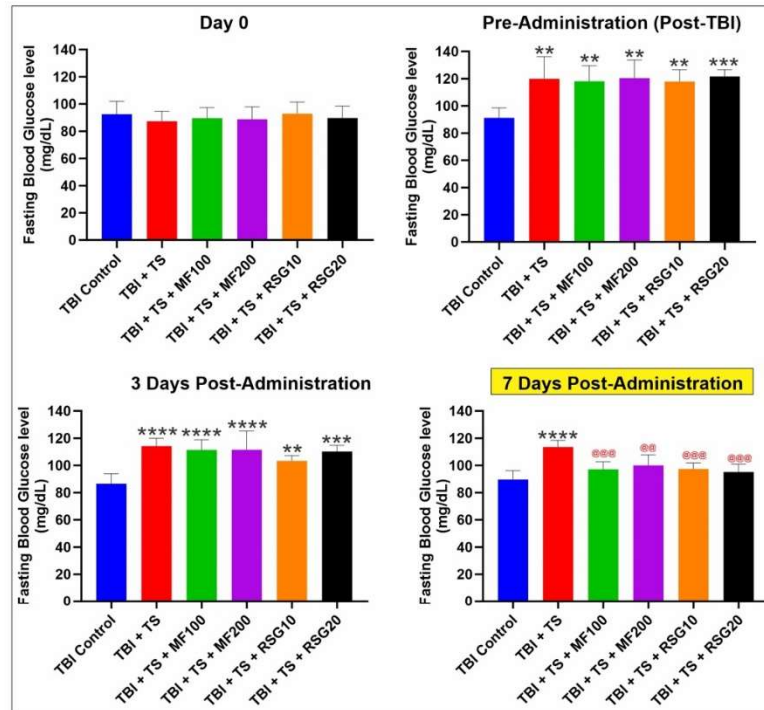 Day 0
Fasting Blood Glucose level
(mg/dL)
140
120
100
80
60
40
20
0
TBI Control
TBI + TS
TBI + TS + MF100
TBI + TS + MF200
TBI + TS + RSG10
TBI + TS + RSG20
Pre-Administration (Post-TBI)
Fasting Blood Glucose level
(mg/dL)
140
120
100
80
60
40
20
0
** ** ** ** ***
TBI Control
TBI + TS
TBI + TS + MF100
TBI + TS + MF200
TBI + TS + RSG10
TBI + TS + RSG20
3 Days Post-Administration
Fasting Blood Glucose level
(mg/dL)
140
120
100
80
60
40
20
0
**** **** **** ** ***
TBI Control
TBI + TS
TBI + TS + MF100
TBI + TS + MF200
TBI + TS + RSG10
TBI + TS + RSG20
7 Days Post-Administration
Fasting Blood Glucose level
(mg/dL)
140
120
100
80
60
40
20
0
**** @@@ @@ @@@ @@@
TBI Control
TBI + TS
TBI + TS + MF100
TBI + TS + MF200
TBI + TS + RSG10
TBI + TS + RSG20